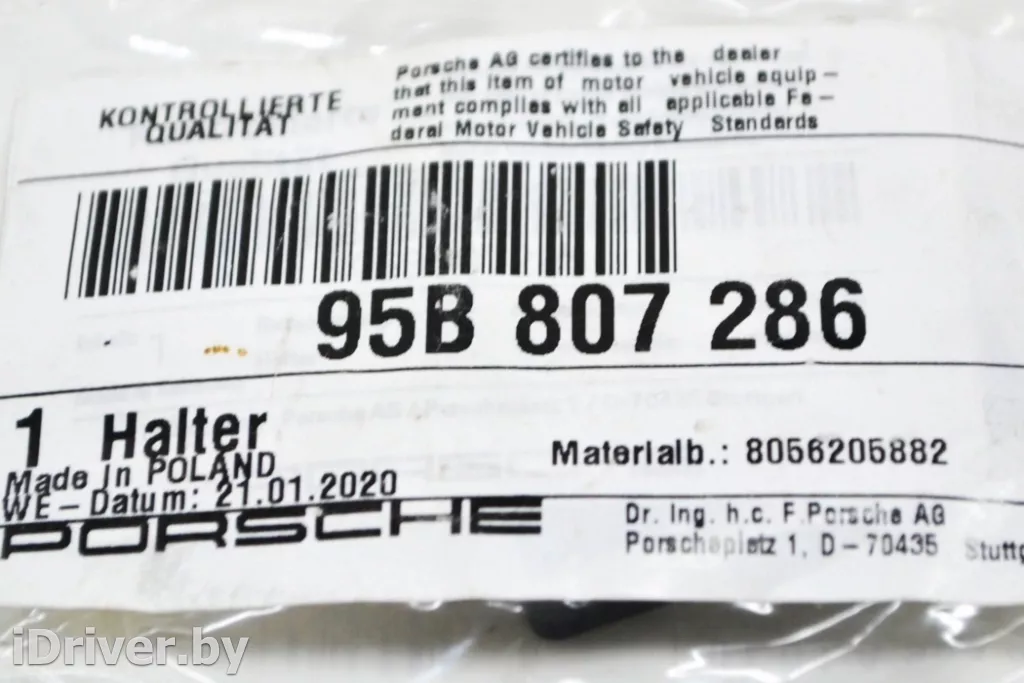 KONTROLLIERTE
QUALITÄT
Porsche AG certifies to the dealer
that this item of motor vehicle equip-
ment complies with all applicable Fe-
deral Motor Vehicle Safety Standards
95B 807 286
1 Halter
Made in POLAND
WE-Datum: 21.01.2020
Materialb.: 8056205882
PORSCHE
Dr. Ing. h.c. F. Porsche AG
Porscheplatz 1, D-70435 Stuttg
iDriver.by